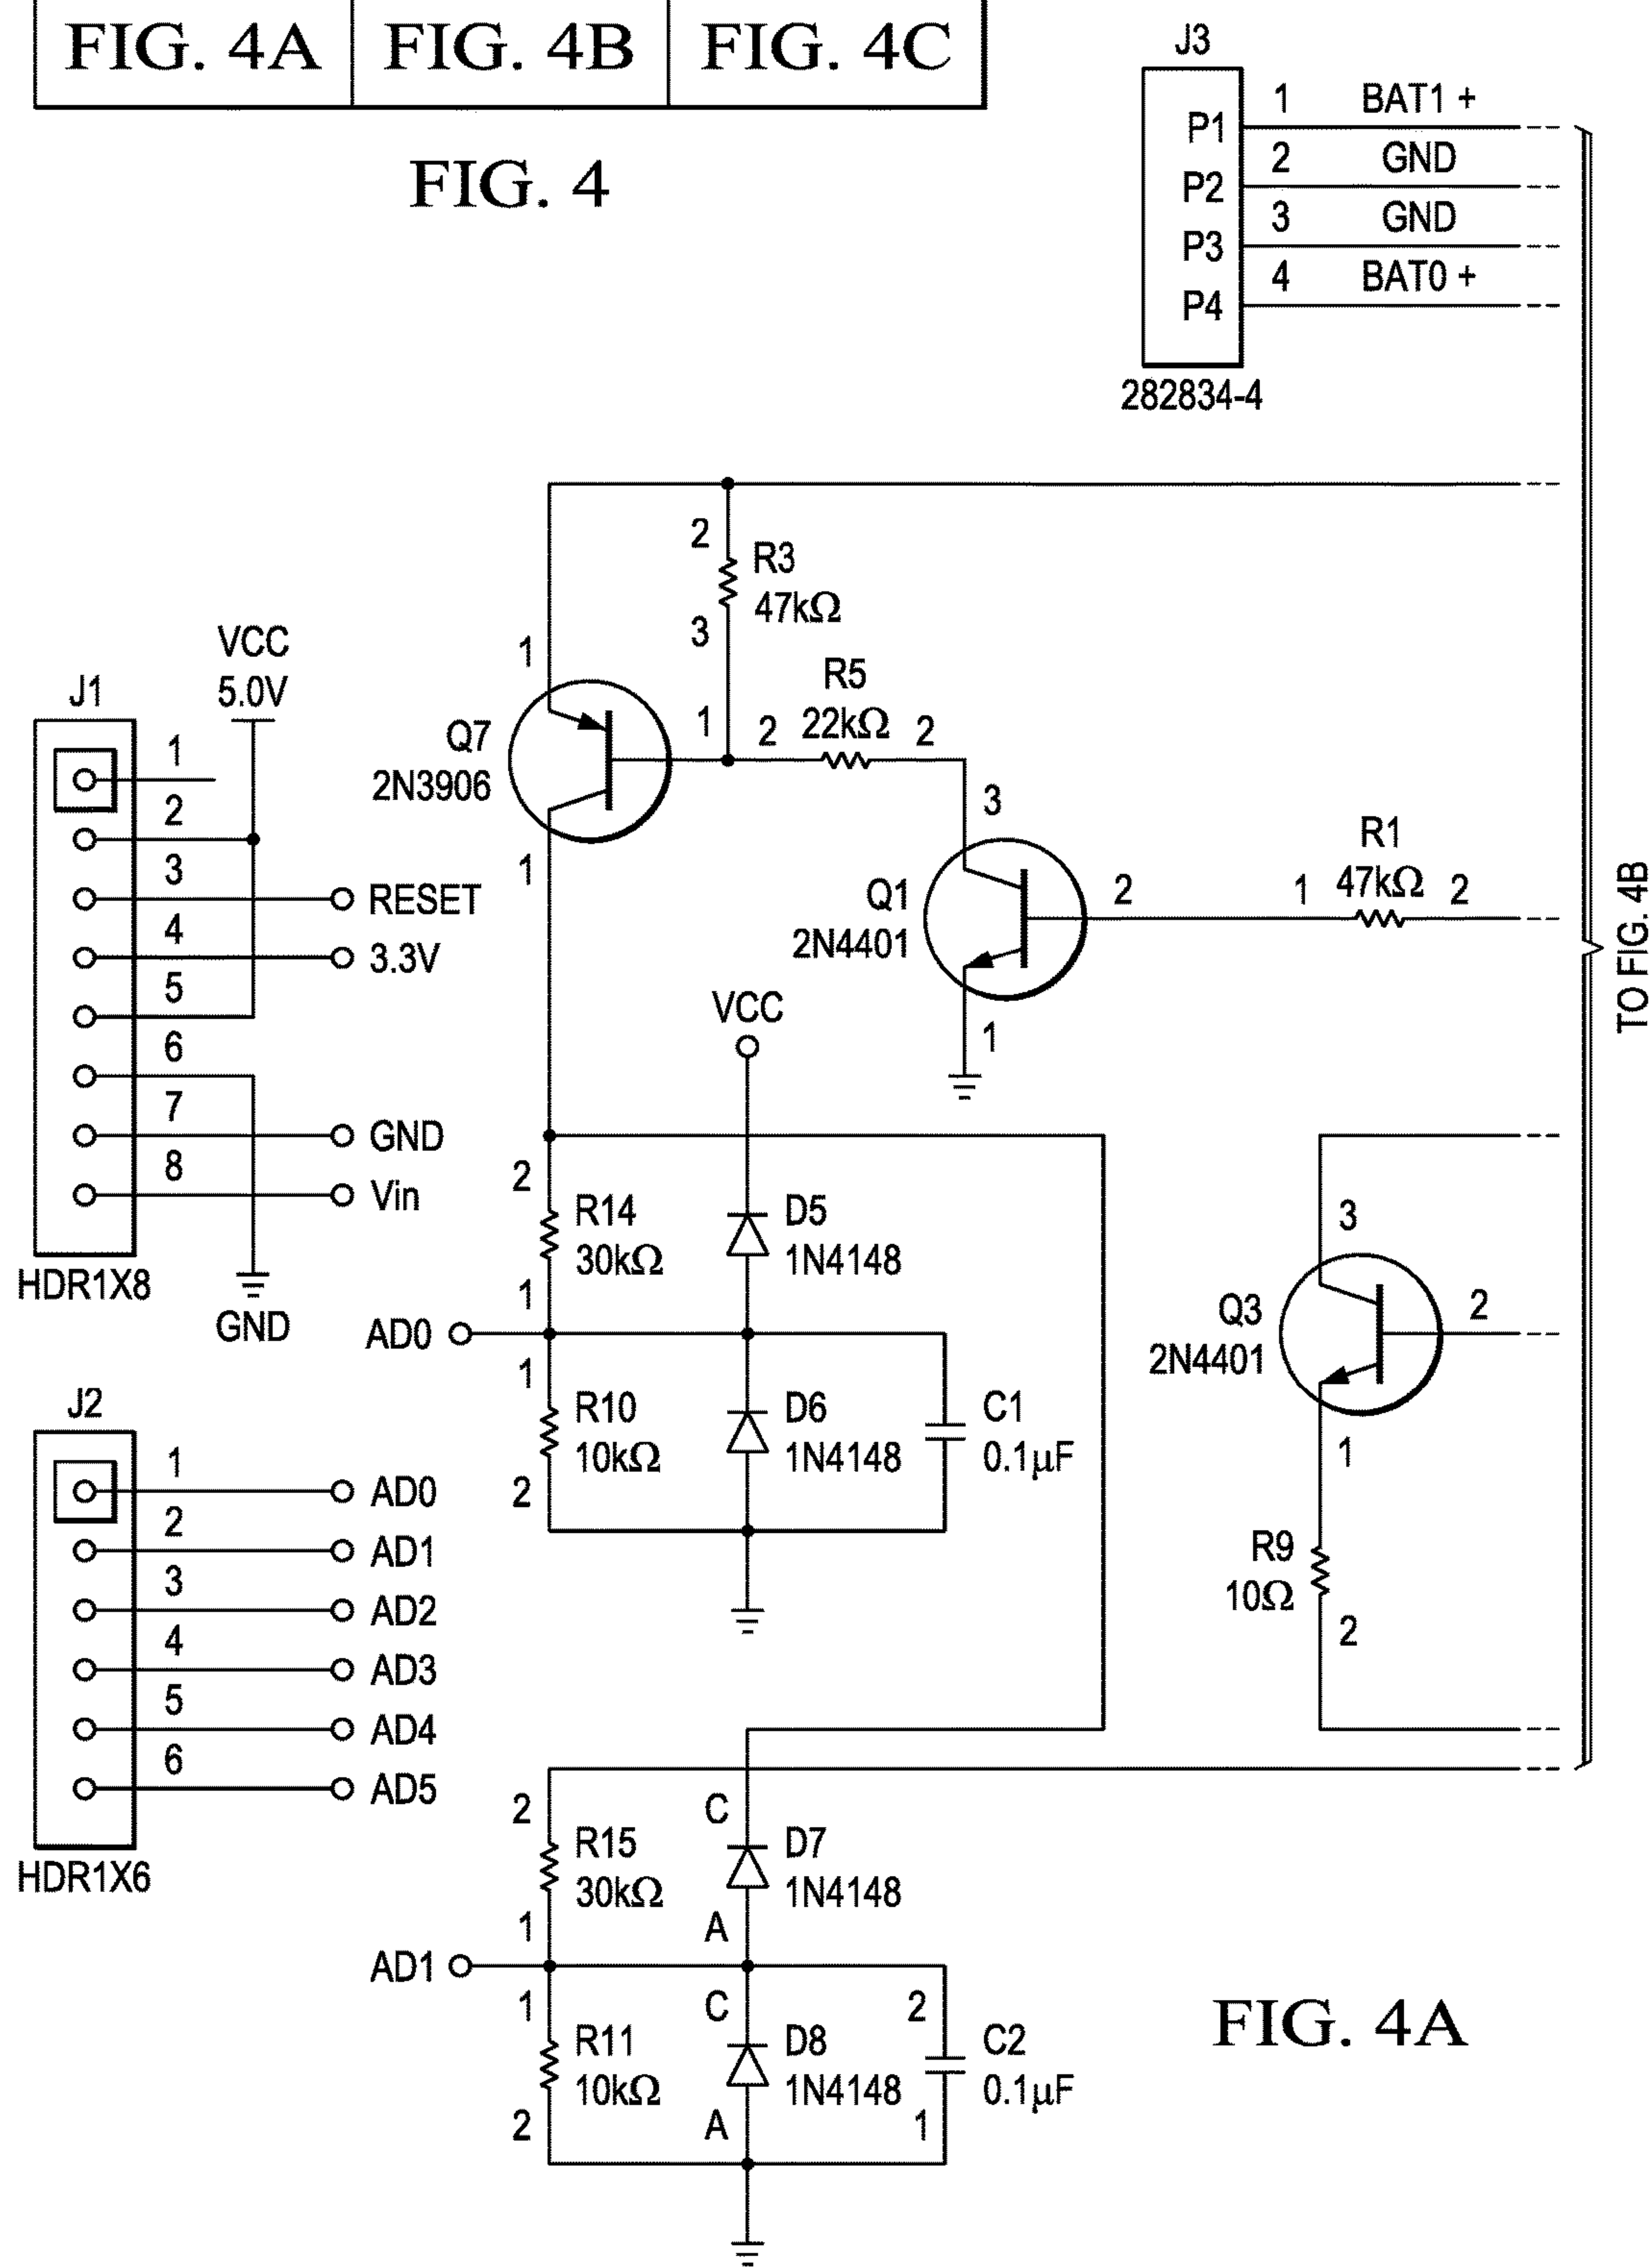 FIG. 4A FIG. 4B FIG. 4C
FIG. 4
J3
P1 1 BAT1 +
P2 2 GND
P3 3 GND
P4 4 BAT0 +
282834-4
2
R3
47kΩ
3
1
Q7
2N3906
1
1
2
R5
22kΩ
2
3
Q1
2N4401
2
1
1
R1
47kΩ
2
VCC
5.0V
J1
1
2
3 RESET
4 3.3V
5
6
7 GND
8 Vin
HDR1X8
GND
VCC
2
R14
30kΩ
1
D5
1N4148
AD0
1
R10
10kΩ
2
D6
1N4148
C1
0.1µF
3
Q3
2N4401
2
1
R9
10Ω
2
TO FIG. 4B
J2
1 AD0
2 AD1
3 AD2
4 AD3
5 AD4
6 AD5
HDR1X6
2
R15
30kΩ
1
C
D7
1N4148
A
AD1
1
R11
10kΩ
2
C
D8
1N4148
A
2
C2
0.1µF
1
FIG. 4A